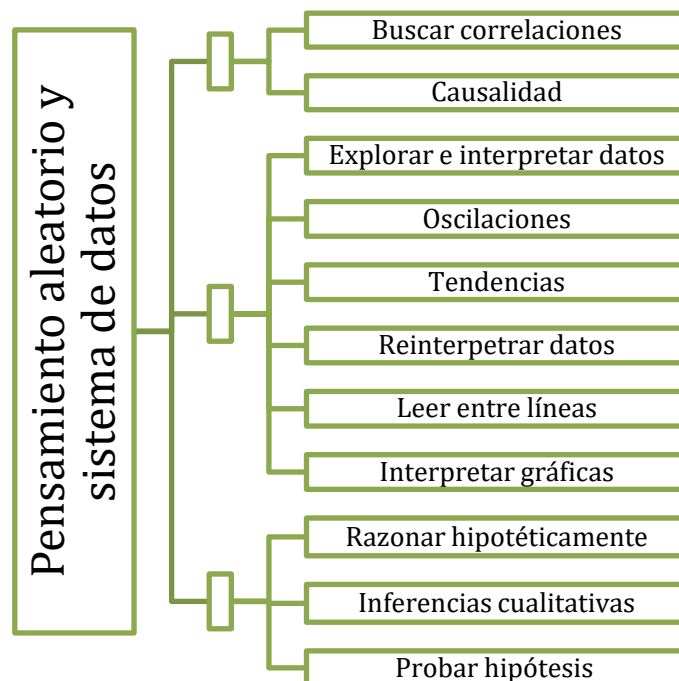 Pensamiento aleatorio y
sistema de datos
Buscar correlaciones
Causalidad
Explorar e interpretar datos
Oscilaciones
Tendencias
Reinterpetrar datos
Leer entre líneas
Interpretar gráficas
Razonar hipotéticamente
Inferencias cualitativas
Probar hipótesis